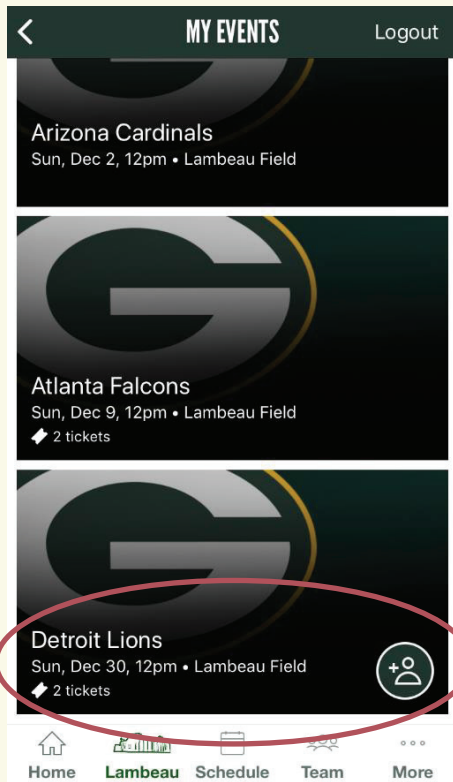 MY EVENTS Logout
Arizona Cardinals
Sun, Dec 2, 12pm • Lambeau Field
Atlanta Falcons
Sun, Dec 9, 12pm • Lambeau Field
2 tickets
Detroit Lions
Sun, Dec 30, 12pm • Lambeau Field
2 tickets
Home Lambeau Schedule Team More